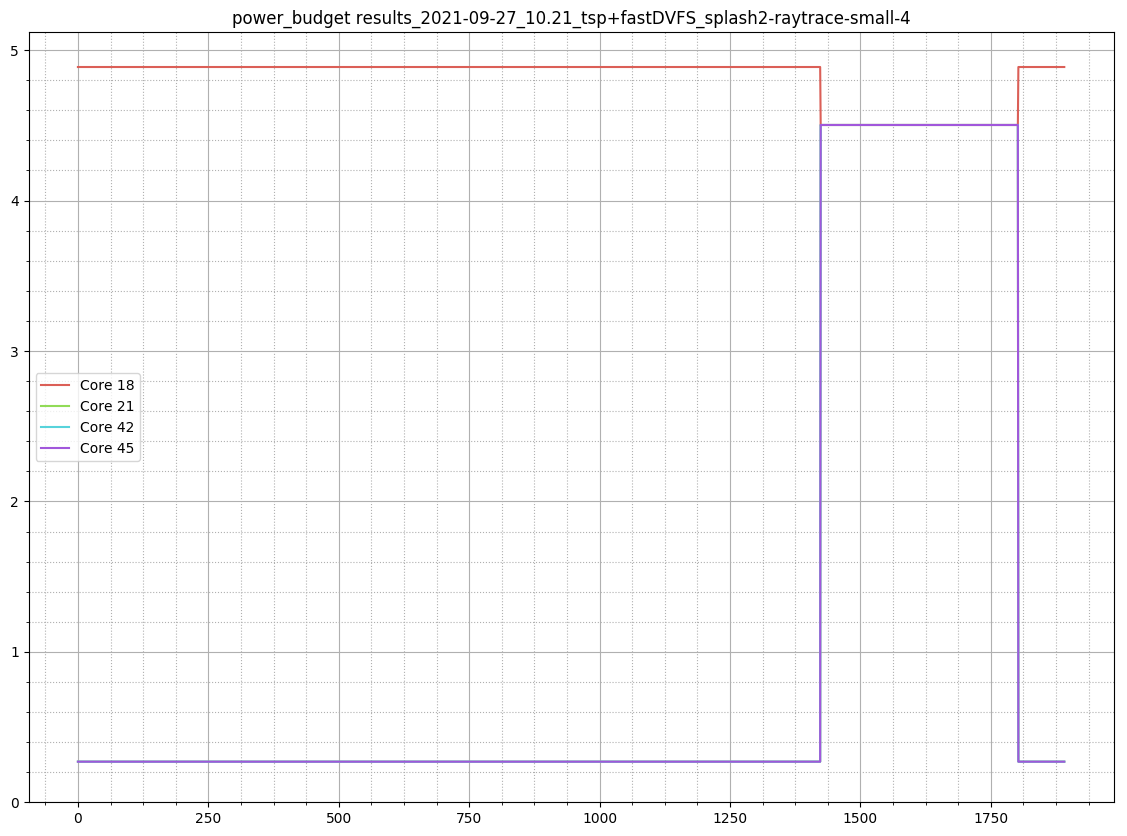 power_budget results_2021-09-27_10.21_tsp+fastDVFS_splash2-raytrace-small-4
5
4
3
2
1
0
Core 18
Core 21
Core 42
Core 45
0 250 500 750 1000 1250 1500 1750